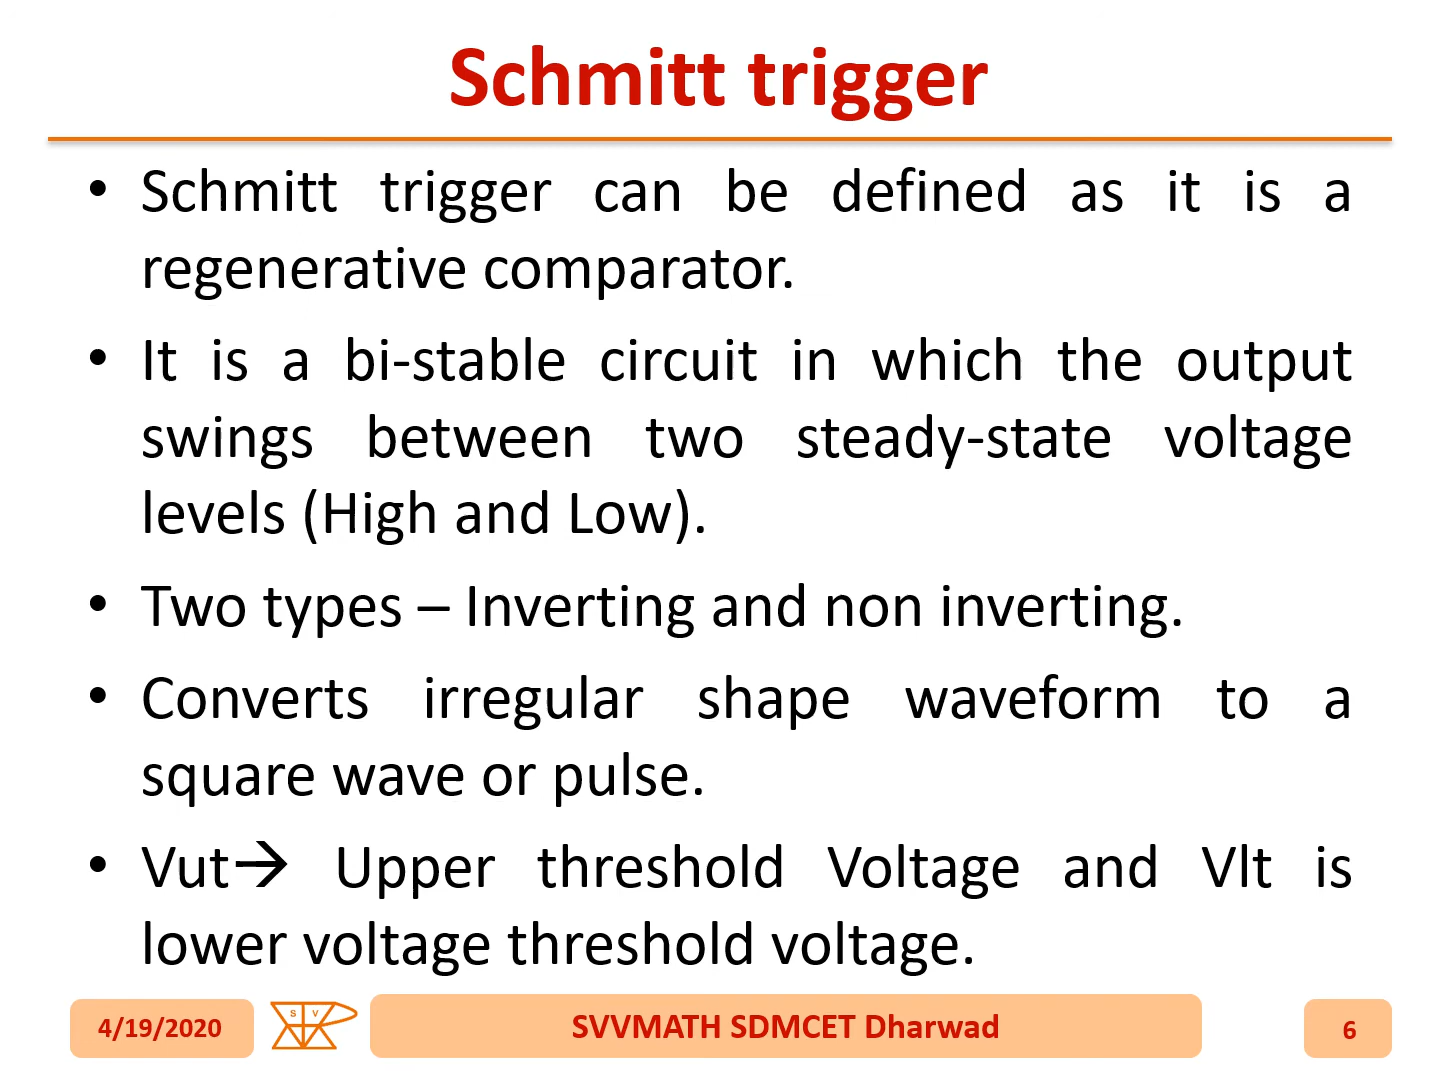 Schmitt trigger
• Schmitt trigger can be defined as it is a
regenerative comparator.
• It is a bi-stable circuit in which the output
swings between two steady-state voltage
levels (High and Low).
• Two types – Inverting and non inverting.
• Converts irregular shape waveform to a
square wave or pulse.
• Vut→ Upper threshold Voltage and Vlt is
lower voltage threshold voltage.
4/19/2020
S V
SVVMATH SDMCET Dharwad
6